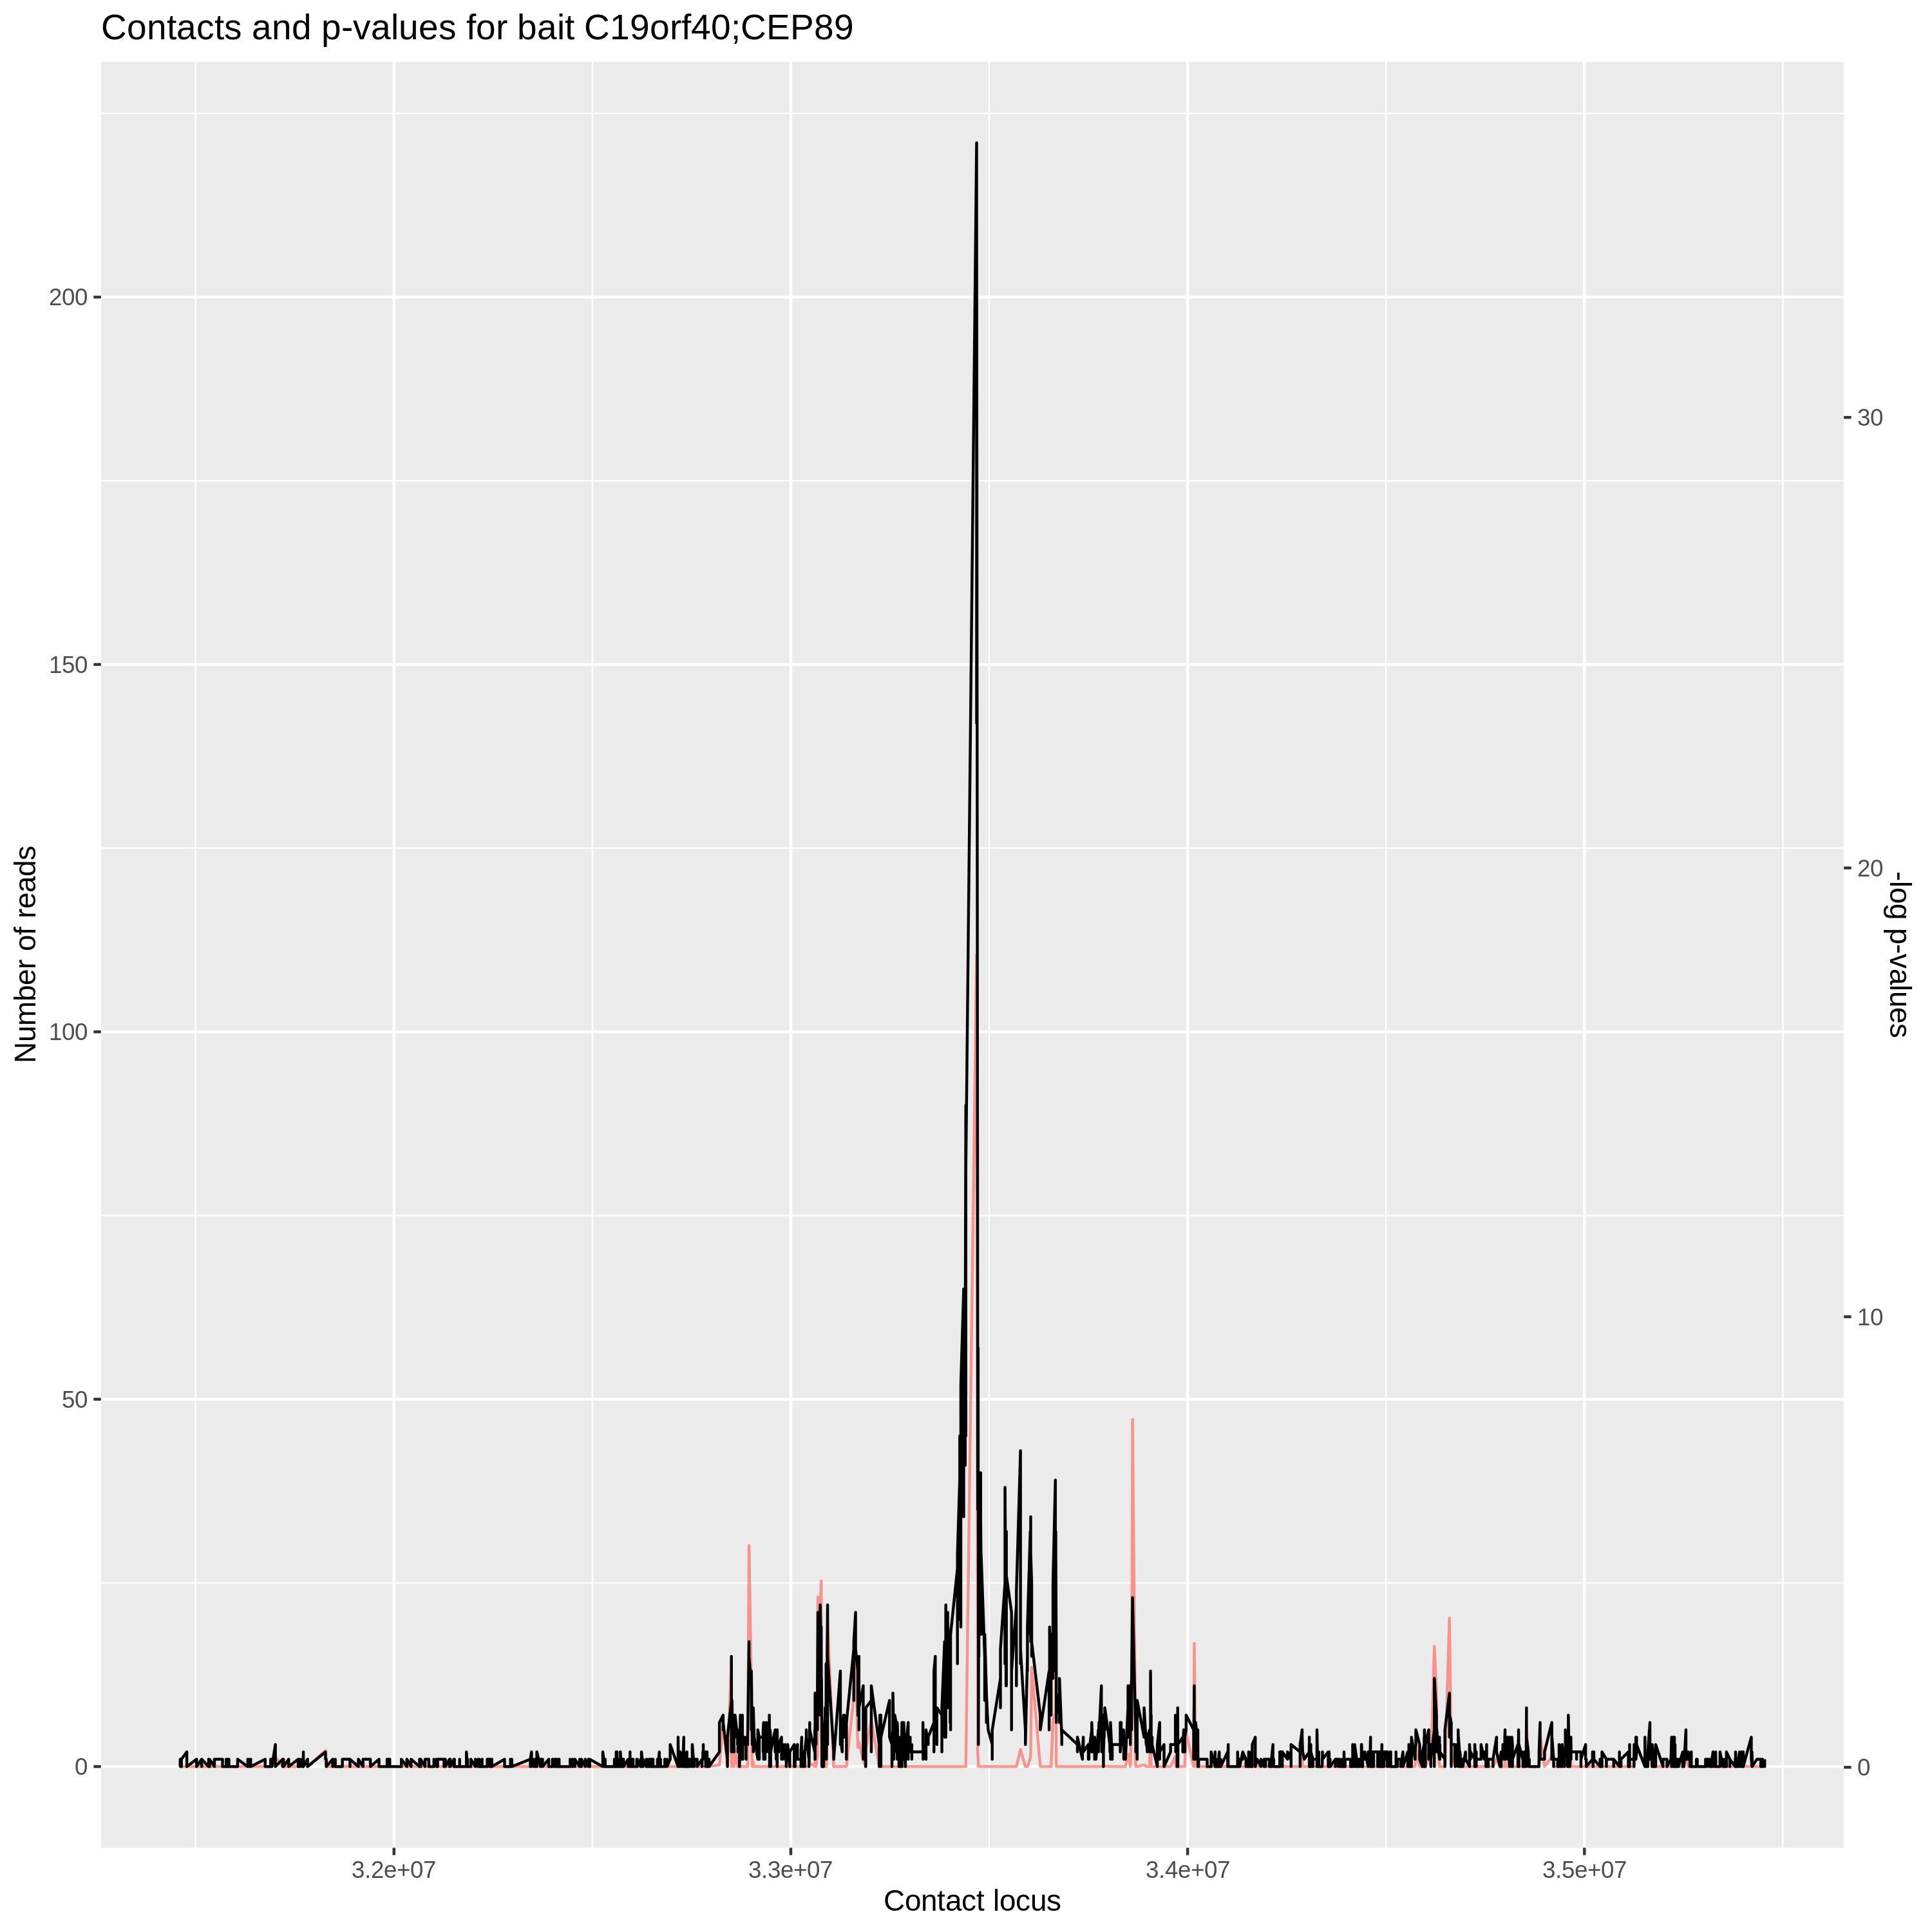 Contacts and p-values for bait C19orf40;CEP89
200
150
100
50
0
Number of reads
30
20
10
0
-log p-values
3.2e+07
3.3e+07
3.4e+07
3.5e+07
Contact locus